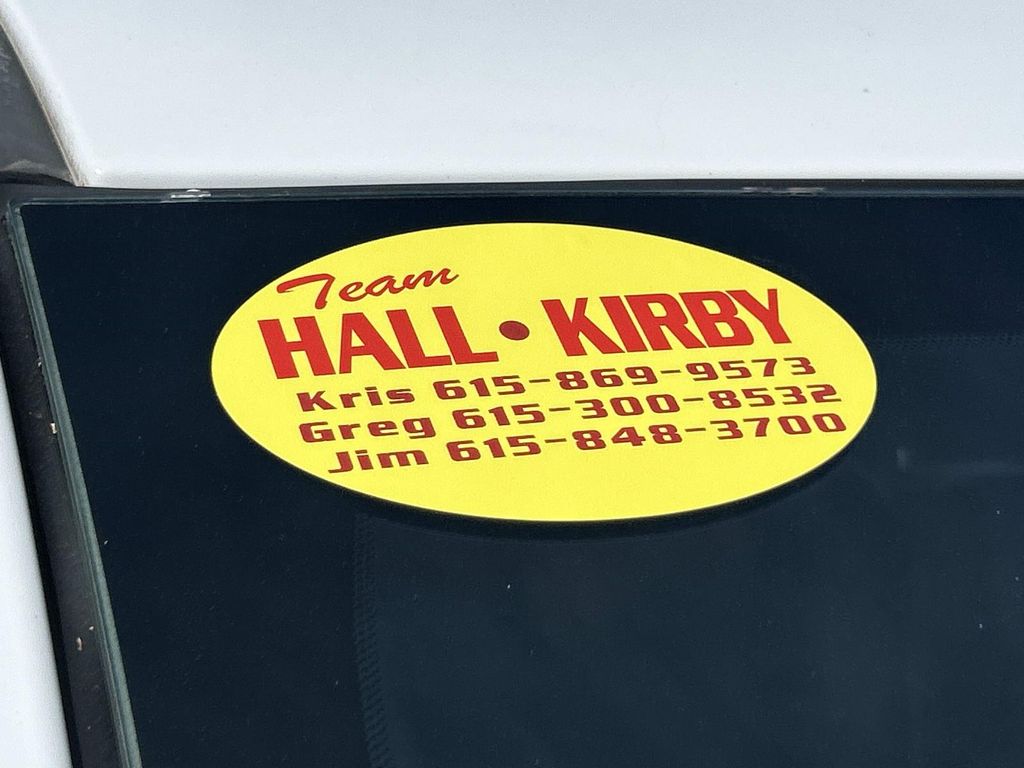 Team
HALL • KIRBY
Kris 615-869-9573
Greg 615-300-8532
Jim 615-848-3700